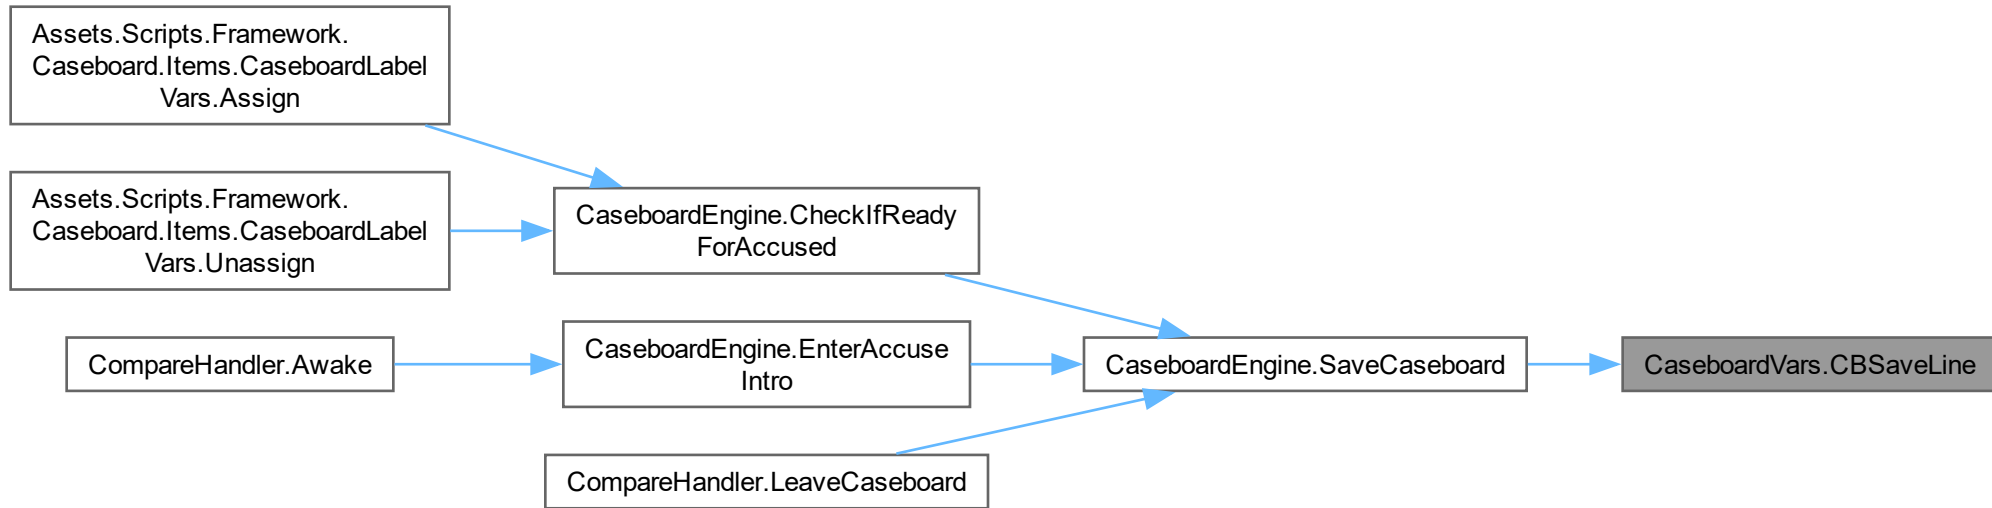 Assets.Scripts.Framework.
Caseboard.Items.CaseboardLabel
Vars.Assign
Assets.Scripts.Framework.
Caseboard.Items.CaseboardLabel
Vars.Unassign
CompareHandler.Awake
CaseboardEngine.CheckIfReady
ForAccused
CaseboardEngine.EnterAccuse
Intro
CompareHandler.LeaveCaseboard
CaseboardEngine.SaveCaseboard
CaseboardVars.CBSaveLine